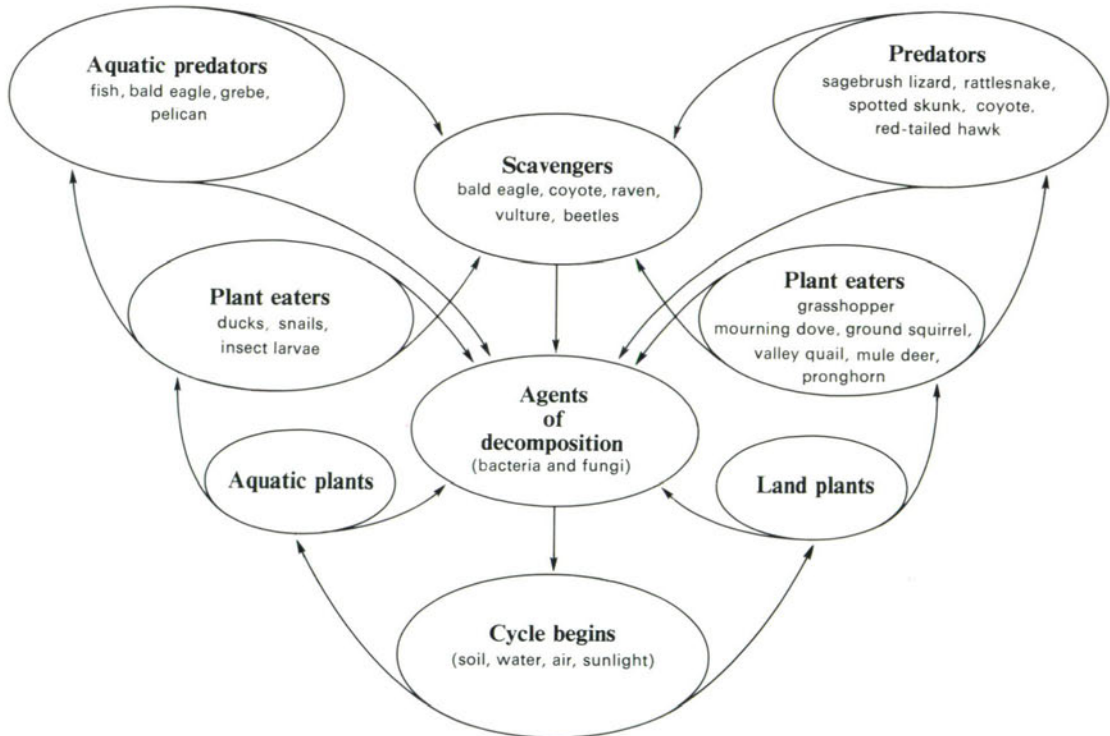 Aquatic predators
fish, bald eagle, grebe,
pelican
Predators
sagebrush lizard, rattlesnake,
spotted skunk, coyote,
red-tailed hawk
Scavengers
bald eagle, coyote, raven,
vulture, beetles
Plant eaters
ducks, snails,
insect larvae
Plant eaters
grasshopper
mourning dove, ground squirrel,
valley quail, mule deer,
pronghorn
Agents
of
decomposition
(bacteria and fungi)
Aquatic plants
Land plants
Cycle begins
(soil, water, air, sunlight)